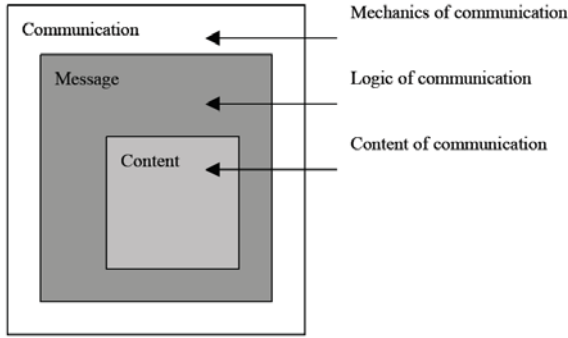 Mechanics of communication
Communication
Message
Logic of communication
Content
Content of communication